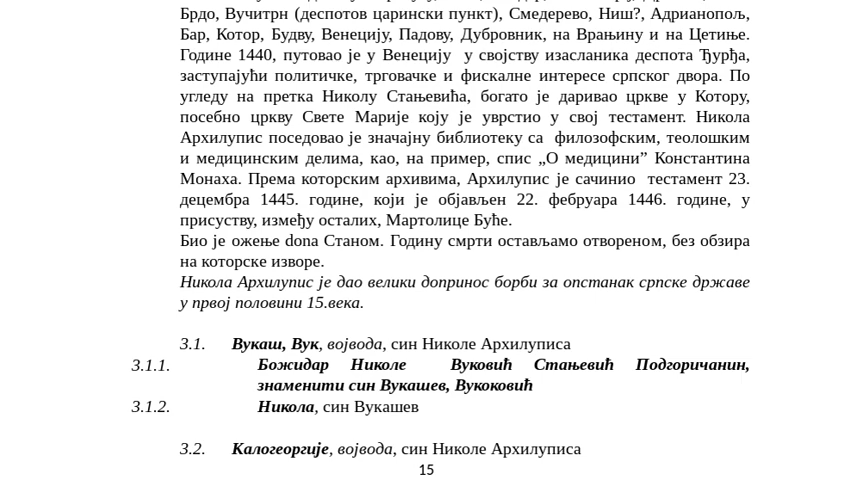 Брдо, Вучитрн (деспотов царински пункт), Смедерево, Ниш?, Адрианопољ,
Бар, Котор, Будву, Венецију, Падову, Дубровник, на Врањину и на Цетиње.
Године 1440, путовао је у Венецију у својству изасланика деспота Ђурђа,
заступајући политичке, трговачке и фискалне интересе српског двора. По
угледу на претка Николу Стањевића, богато је даривао цркве у Котору,
посебно цркву Свете Марије коју је уврстио у свој тестамент. Никола
Архилупис поседовао је значајну библиотеку са филозофским, теолошким
и медицинским делима, као, на пример, спис „О медицини” Константина
Монаха. Према которским архивима, Архилупис је сачинио тестамент 23.
децембра 1445. године, који је објављен 22. фебруара 1446. године, у
присуству, између осталих, Мартолице Буће.
Био је ожење dona Станом. Годину смрти остављамо отвореном, без обзира
на которске изворе.
Никола Архилупис је дао велики допринос борби за опстанак српске државе
у првој половини 15.века.
3.1. Вукаш, Вук, војвода, син Николе Архилуписа
3.1.1. Божидар Николе Вуковић Стањевић Подгоричанин,
знаменити син Вукашев, Вукоковић
3.1.2. Никола, син Вукашев
3.2. Калогеоргије, војвода, син Николе Архилуписа
15